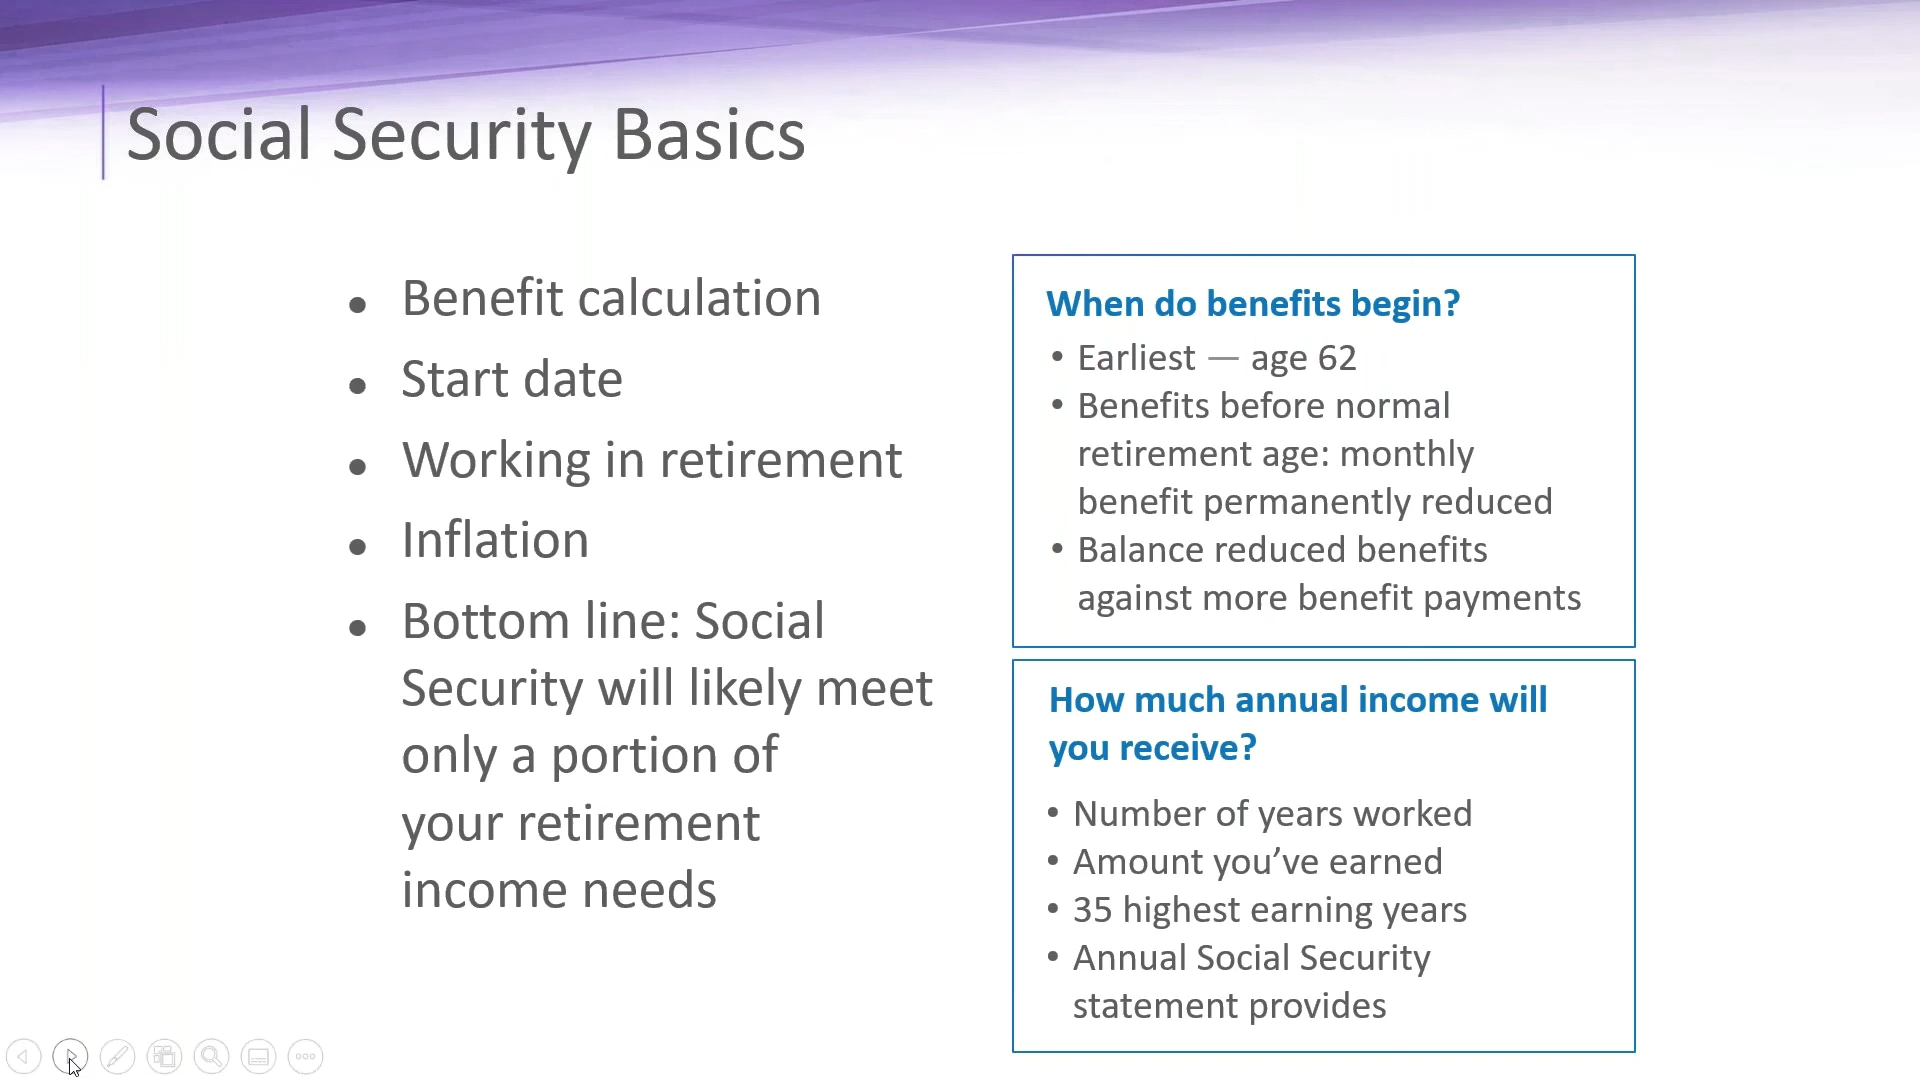 Social Security Basics
• Benefit calculation
• Start date
• Working in retirement
• Inflation
• Bottom line: Social
Security will likely meet
only a portion of
your retirement
income needs
When do benefits begin?
• Earliest — age 62
• Benefits before normal
retirement age: monthly
benefit permanently reduced
• Balance reduced benefits
against more benefit payments
How much annual income will
you receive?
• Number of years worked
• Amount you’ve earned
• 35 highest earning years
• Annual Social Security
statement provides